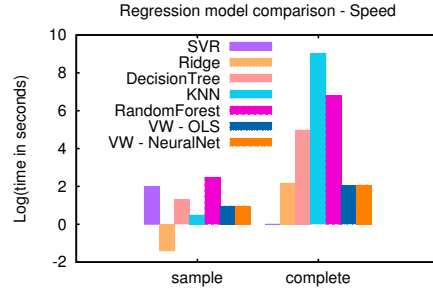 Regression model comparison - Speed
Log(time in seconds)
10
8
6
4
2
0
-2
SVR
Ridge
DecisionTree
KNN
RandomForest
VW - OLS
VW - NeuralNet
sample complete